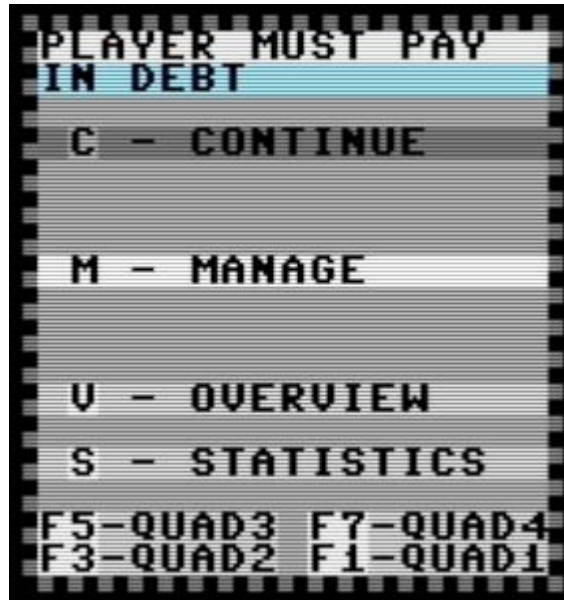 PLAYER MUST PAY
IN DEBT
C - CONTINUE
M - MANAGE
V - OVERVIEW
S - STATISTICS
F5-QUAD3 F7-QUAD4
F3-QUAD2 F1-QUAD1